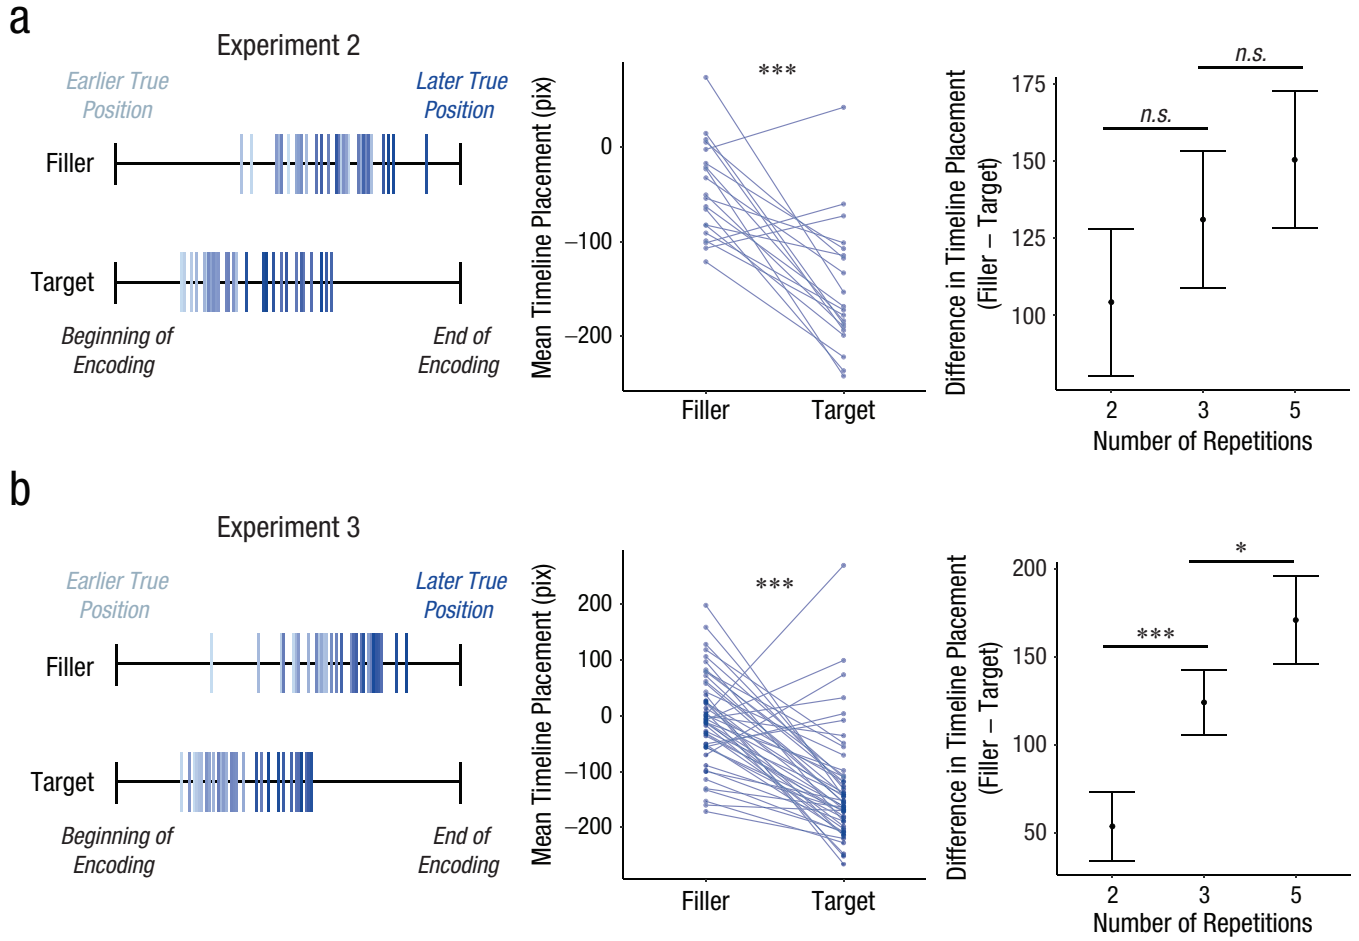 a
Experiment 2
Earlier True
Position
Later True
Position
Filler
Target
Beginning of
Encoding
End of
Encoding
Mean Timeline Placement (pix)
0
−100
−200
***
Filler
Target
Difference in Timeline Placement
(Filler − Target)
175
150
125
100
n.s.
n.s.
2
3
5
Number of Repetitions
b
Experiment 3
Earlier True
Position
Later True
Position
Filler
Target
Beginning of
Encoding
End of
Encoding
Mean Timeline Placement (pix)
200
100
0
−100
−200
***
Filler
Target
Difference in Timeline Placement
(Filler − Target)
200
150
100
50
***
*
2
3
5
Number of Repetitions